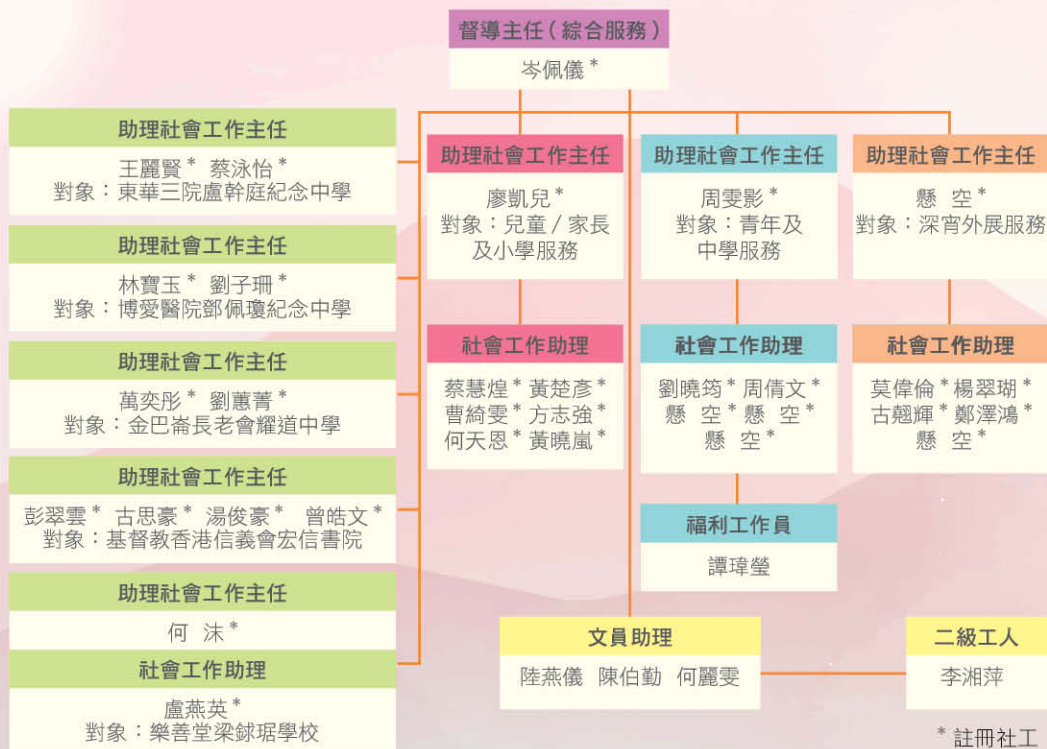 督導主任（綜合服務）
岑佩儀*
助理社會工作主任
王麗賢* 蔡泳怡*
對象：東華三院盧幹庭紀念中學
助理社會工作主任
林寶玉* 劉子珊*
對象：博愛醫院鄧佩瓊紀念中學
助理社會工作主任
萬奕彤* 劉蕙菁*
對象：金巴崙長老會耀道中學
助理社會工作主任
彭翠雲* 古思豪* 湯俊豪* 曾皓文*
對象：基督教香港信義會宏信書院
助理社會工作主任
何 沫*
社會工作助理
盧燕英*
對象：樂善堂梁銶琚學校
助理社會工作主任
廖凱兒*
對象：兒童 / 家長
及小學服務
社會工作助理
蔡慧煌* 黃楚彥*
曹綺雯* 方志強*
何天恩* 黃曉嵐*
助理社會工作主任
周雯影*
對象：青年及
中學服務
社會工作助理
劉曉筠* 周倩文*
懸 空* 懸 空*
懸 空*
福利工作員
譚瑋瑩
助理社會工作主任
懸 空*
對象：深宵外展服務
社會工作助理
莫偉倫* 楊翠瑚*
古翹輝* 鄭澤鴻*
懸 空*
文員助理
陸燕儀 陳伯勤 何麗雯
二級工人
李湘萍
* 註冊社工